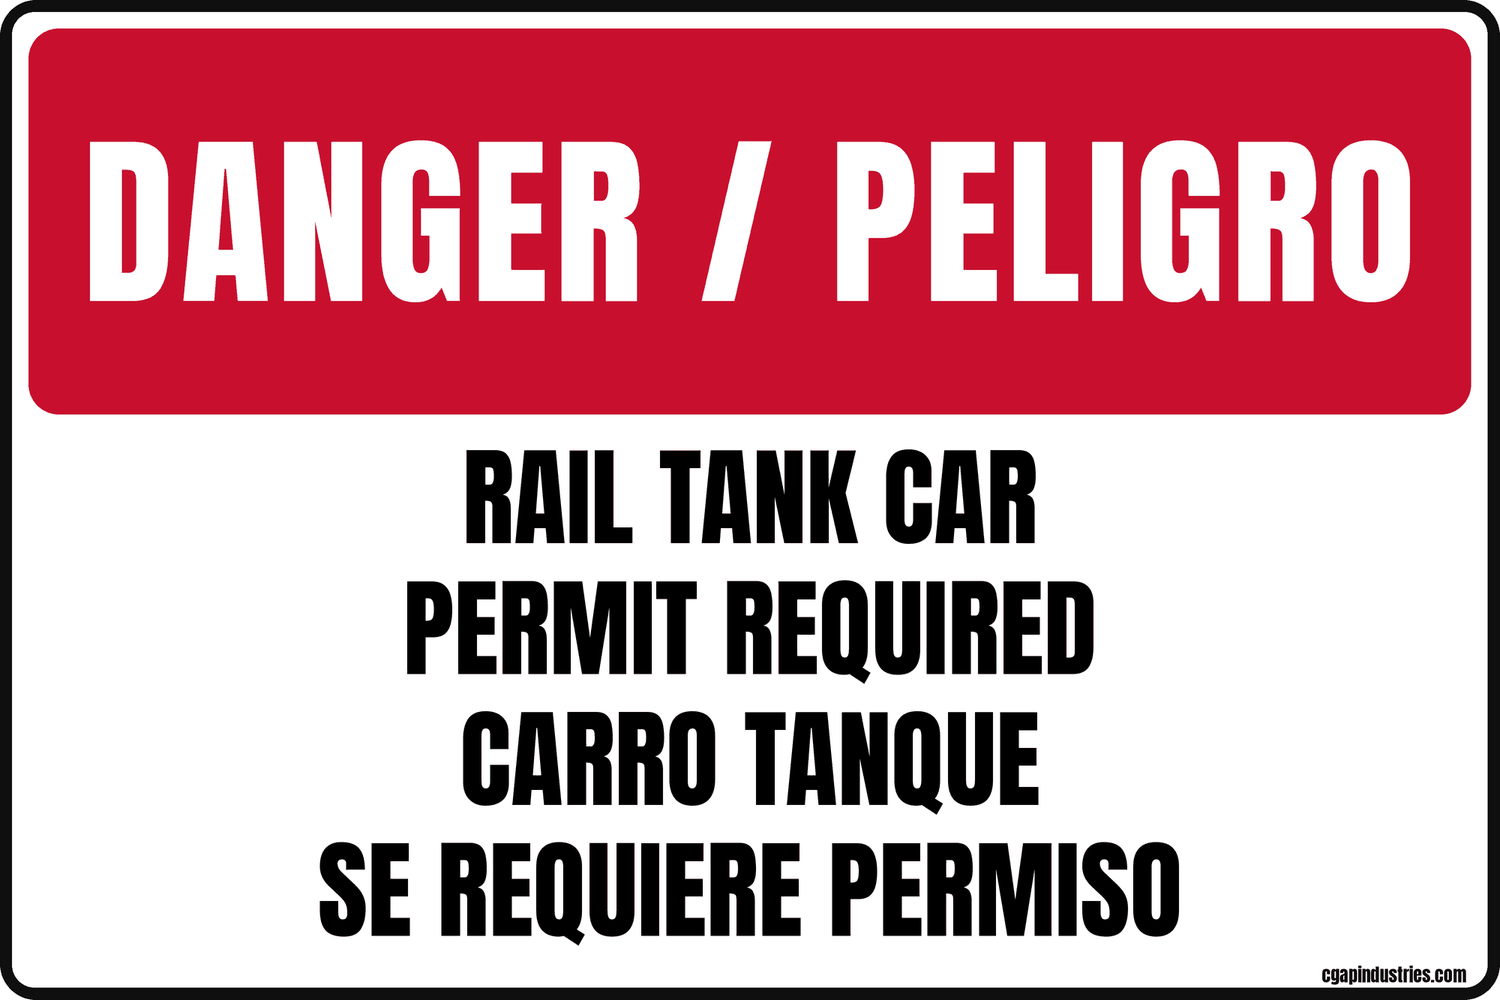 DANGER / PELIGRO
RAIL TANK CAR
PERMIT REQUIRED
CARRO TANQUE
SE REQUIERE PERMISO
cgapindustries.com